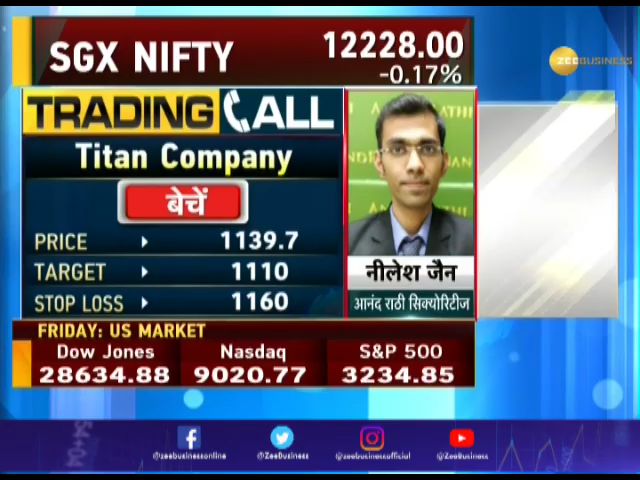 SGX NIFTY 12228.00
-0.17%
ZEEBUSINESS
TRADING CALL
Titan Company
बेचें
PRICE 1139.7
TARGET 1110
STOP LOSS 1160
नीलेश जैन
आनंद राठी सिक्योरिटीज
FRIDAY: US MARKET
Dow Jones Nasdaq S&P 500
28634.88 9020.77 3234.85
@zeebusinessonline @ZeeBusiness @zeebusinessofficial @ZeeBusiness